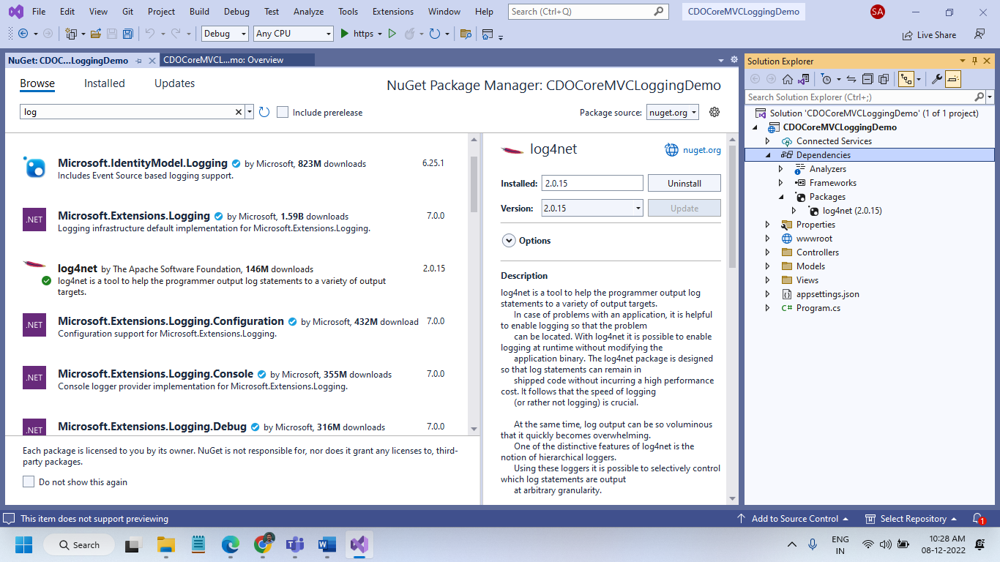 File Edit View Git Project Build Debug Test Analyze Tools Extensions Window Help Search (Ctrl+Q) CDOCoreMVCLoggingDemo SA
Debug Any CPU https Live Share
NuGet: CDOC...LoggingDemo CDOCoreMVCL...mo: Overview
Browse Installed Updates
NuGet Package Manager: CDOCoreMVCLoggingDemo
log Include prerelease Package source: nuget.org
Microsoft.IdentityModel.Logging by Microsoft, 823M downloads 6.25.1
Includes Event Source based logging support.
.NET Microsoft.Extensions.Logging by Microsoft, 1.59B downloads 7.0.0
Logging infrastructure default implementation for Microsoft.Extensions.Logging.
log4net by The Apache Software Foundation, 146M downloads 2.0.15
log4net is a tool to help the programmer output log statements to a variety of output
targets.
.NET Microsoft.Extensions.Logging.Configuration by Microsoft, 432M download 7.0.0
Configuration support for Microsoft.Extensions.Logging.
.NET Microsoft.Extensions.Logging.Console by Microsoft, 355M downloads 7.0.0
Console logger provider implementation for Microsoft.Extensions.Logging.
.NET Microsoft.Extensions.Logging.Debug by Microsoft, 316M downloads 7.0.0
Each package is licensed to you by its owner. NuGet is not responsible for, nor does it grant any licenses to, third-
party packages.
Do not show this again
log4net nuget.org
Installed: 2.0.15 Uninstall
Version: 2.0.15 Update
Options
Description
log4net is a tool to help the programmer output log
statements to a variety of output targets.
In case of problems with an application, it is helpful
to enable logging so that the problem
can be located. With log4net it is possible to enable
logging at runtime without modifying the
application binary. The log4net package is designed
so that log statements can remain in
shipped code without incurring a high performance
cost. It follows that the speed of logging
(or rather not logging) is crucial.
At the same time, log output can be so voluminous
that it quickly becomes overwhelming.
One of the distinctive features of log4net is the
notion of hierarchical loggers.
Using these loggers it is possible to selectively control
which log statements are output
at arbitrary granularity.
Solution Explorer
Search Solution Explorer (Ctrl+;)
Solution 'CDOCoreMVCLoggingDemo' (1 of 1 project)
CDOCoreMVCLoggingDemo
Connected Services
Dependencies
Analyzers
Frameworks
Packages
log4net (2.0.15)
Properties
wwwroot
Controllers
Models
Views
appsettings.json
C# Program.cs
This item does not support previewing Add to Source Control Select Repository 1
Search ENG 10:28 AM
IN 08-12-2022